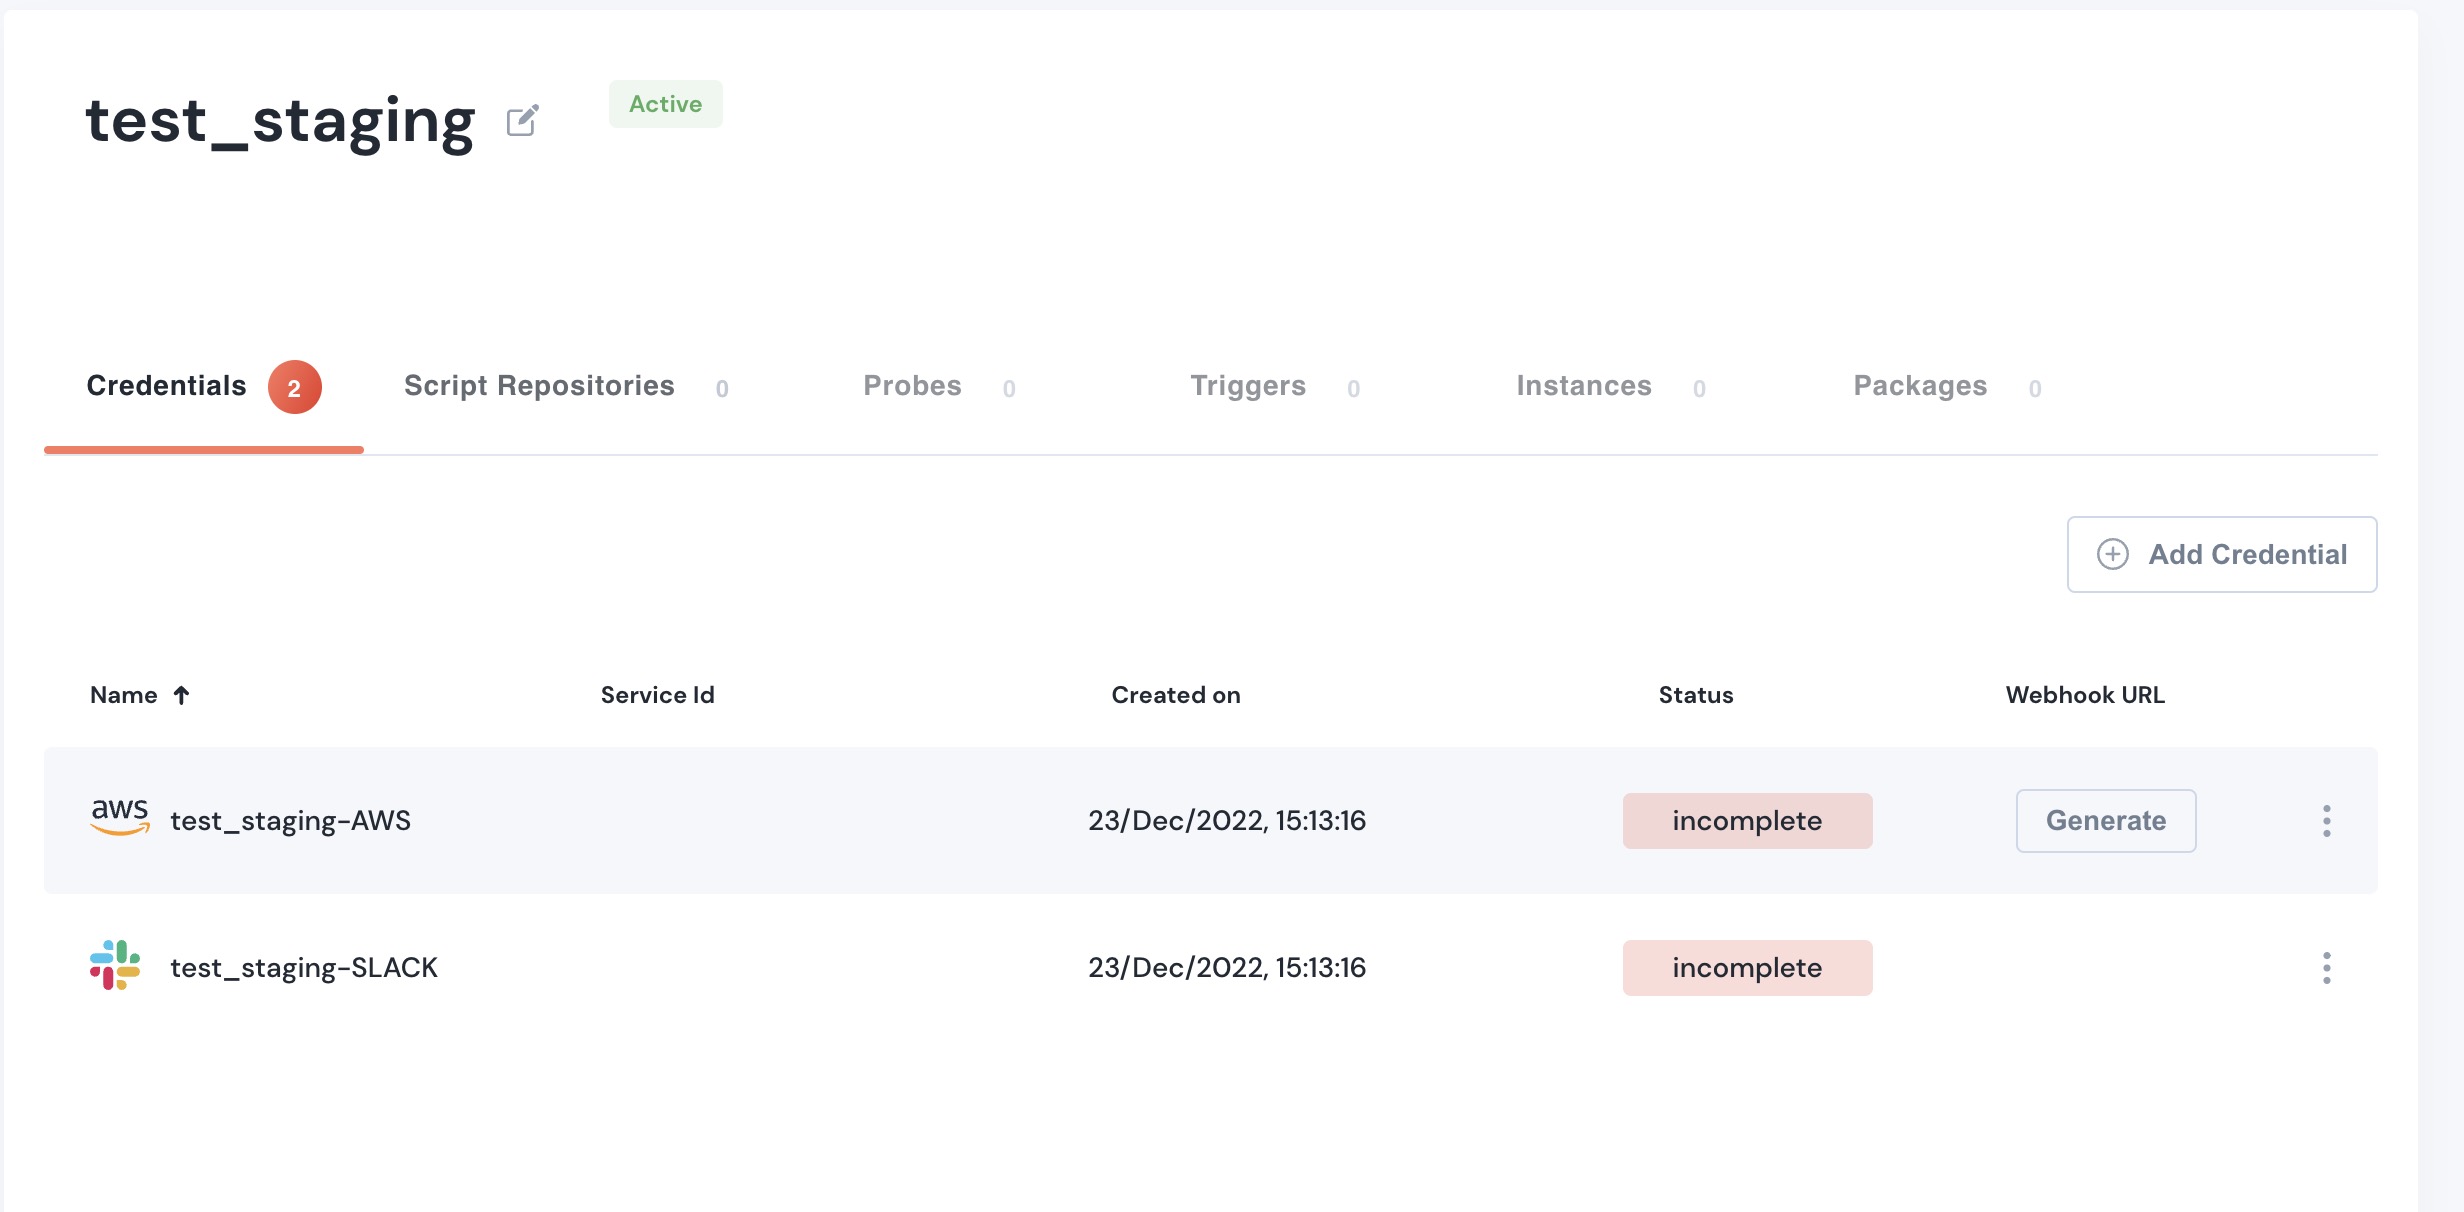 test_staging Active
Credentials 2 Script Repositories 0 Probes 0 Triggers 0 Instances 0 Packages 0
Add Credential
Name Service Id Created on Status Webhook URL
aws test_staging-AWS 23/Dec/2022, 15:13:16 incomplete Generate
test_staging-SLACK 23/Dec/2022, 15:13:16 incomplete